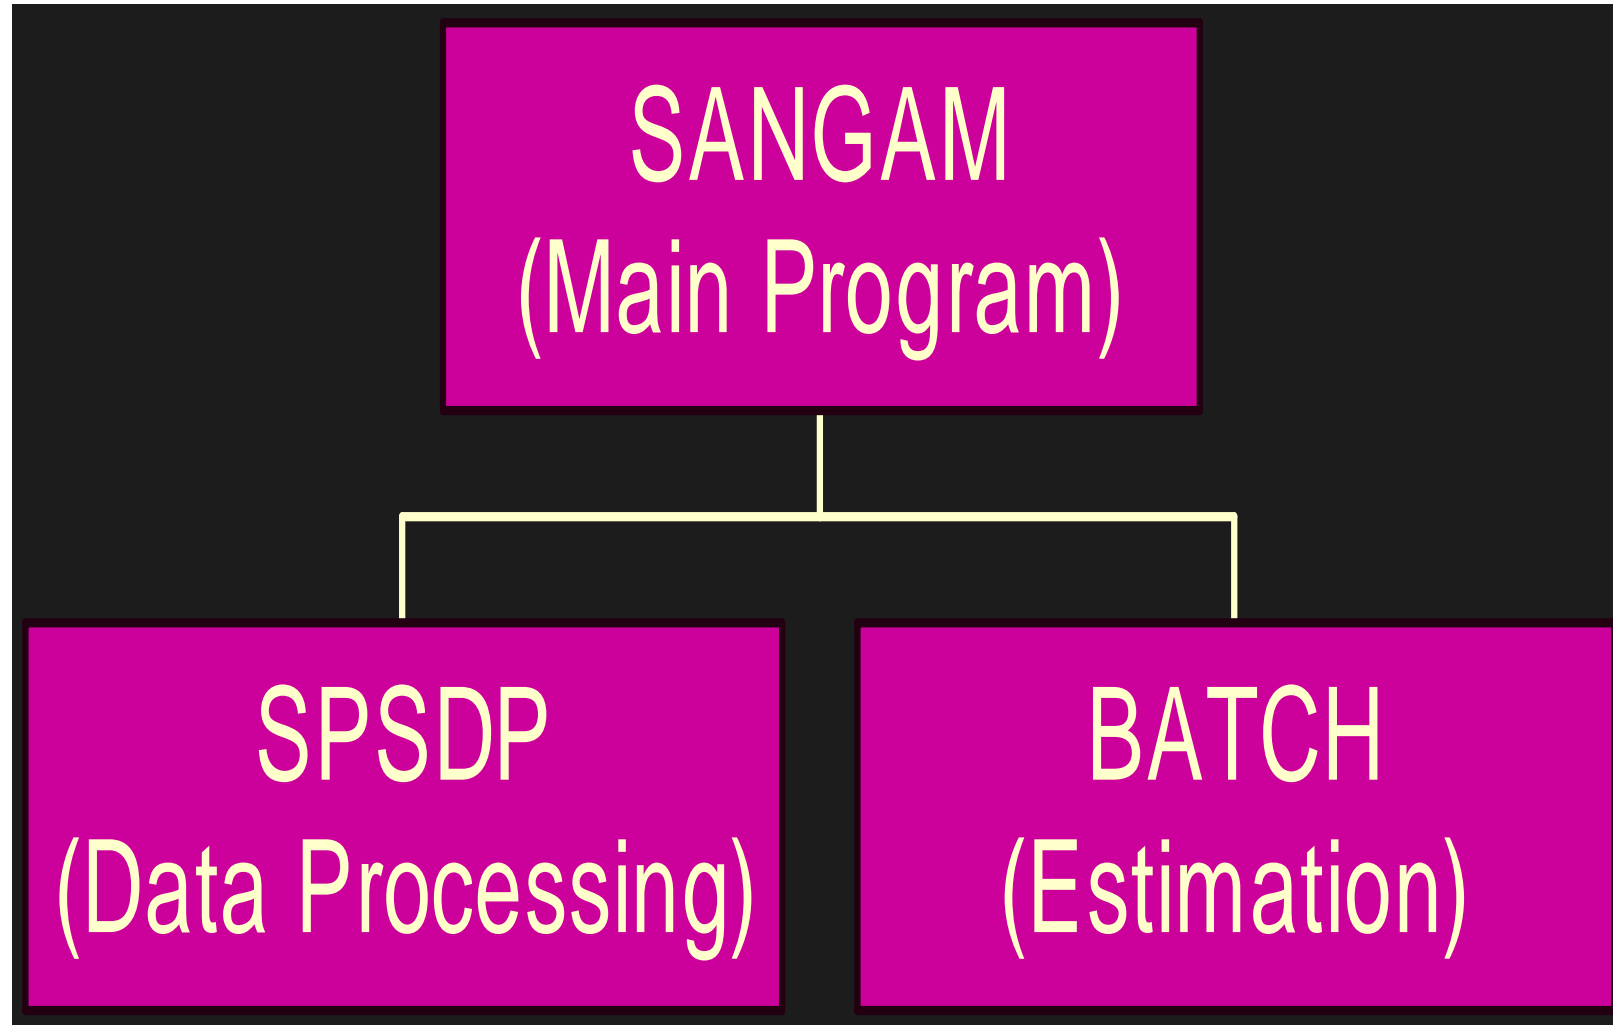 SANGAM
(Main Program)
SPSDP
(Data Processing)
BATCH
(Estimation)